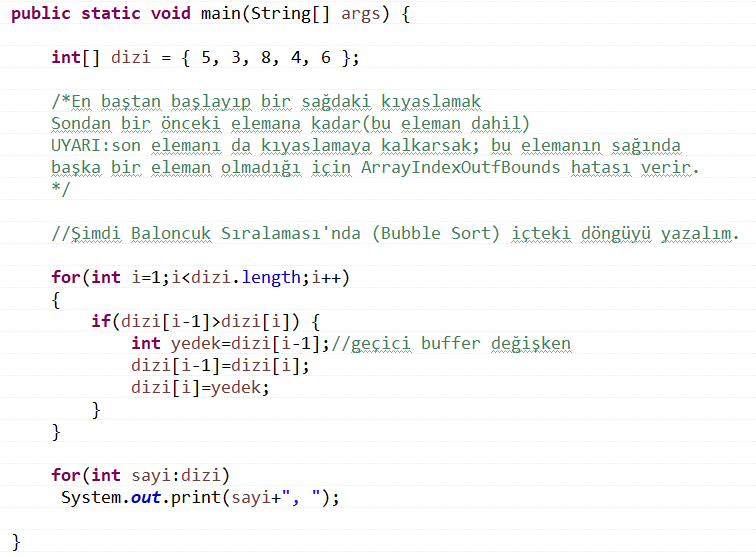 public static void main(String[] args) {
int[] dizi = { 5, 3, 8, 4, 6 };
/*En baştan başlayıp bir sağdaki kıyaslamak
Sondan bir önceki elemana kadar(bu eleman dahil)
UYARI:son elemanı da kıyaslamaya kalkarsak; bu elemanın sağında
başka bir eleman olmadığı için ArrayIndexOutfBounds hatası verir.
*/
//Şimdi Baloncuk Sıralaması'nda (Bubble Sort) içteki döngüyü yazalım.
for(int i=1;i<dizi.length;i++)
{
if(dizi[i-1]>dizi[i]) {
int yedek=dizi[i-1];//geçici buffer değişken
dizi[i-1]=dizi[i];
dizi[i]=yedek;
}
}
for(int sayi:dizi)
System.out.print(sayi+", ");
}